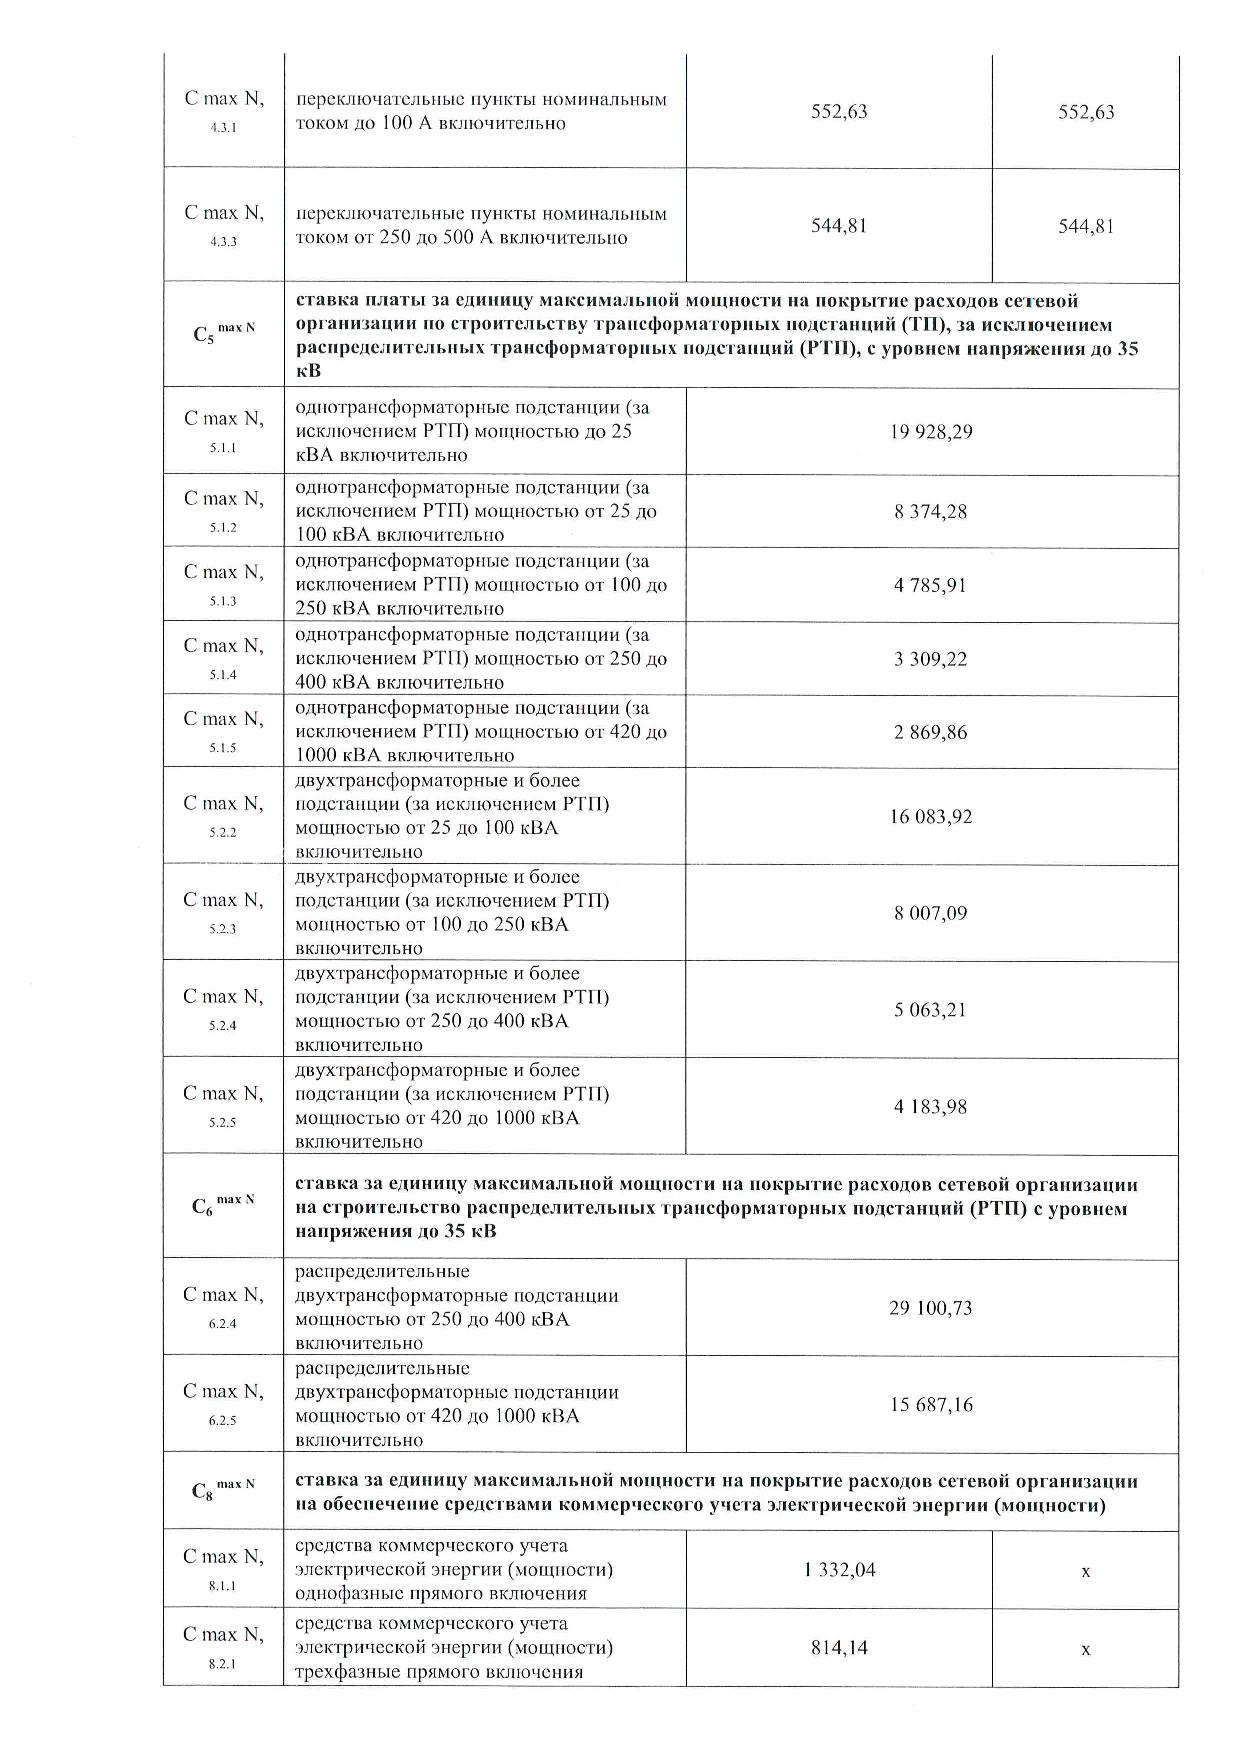 C max N,
4.3.1
переключательные пункты номинальным
током до 100 А включительно
552,63
552,63
C max N,
4.3.3
переключательные пункты номинальным
током от 250 до 500 А включительно
544,81
544,81
C5 max N
ставка платы за единицу максимальной мощности на покрытие расходов сетевой
организации по строительству трансформаторных подстанций (ТП), за исключением
распределительных трансформаторных подстанций (РТП), с уровнем напряжения до 35
кВ
C max N,
5.1.1
однотрансформаторные подстанции (за
исключением РТП) мощностью до 25
кВА включительно
19 928,29
C max N,
5.1.2
однотрансформаторные подстанции (за
исключением РТП) мощностью от 25 до
100 кВА включительно
8 374,28
C max N,
5.1.3
однотрансформаторные подстанции (за
исключением РТП) мощностью от 100 до
250 кВА включительно
4 785,91
C max N,
5.1.4
однотрансформаторные подстанции (за
исключением РТП) мощностью от 250 до
400 кВА включительно
3 309,22
C max N,
5.1.5
однотрансформаторные подстанции (за
исключением РТП) мощностью от 420 до
1000 кВА включительно
2 869,86
C max N,
5.2.2
двухтрансформаторные и более
подстанции (за исключением РТП)
мощностью от 25 до 100 кВА
включительно
16 083,92
C max N,
5.2.3
двухтрансформаторные и более
подстанции (за исключением РТП)
мощностью от 100 до 250 кВА
включительно
8 007,09
C max N,
5.2.4
двухтрансформаторные и более
подстанции (за исключением РТП)
мощностью от 250 до 400 кВА
включительно
5 063,21
C max N,
5.2.5
двухтрансформаторные и более
подстанции (за исключением РТП)
мощностью от 420 до 1000 кВА
включительно
4 183,98
C6 max N
ставка за единицу максимальной мощности на покрытие расходов сетевой организации
на строительство распределительных трансформаторных подстанций (РТП) с уровнем
напряжения до 35 кВ
C max N,
6.2.4
распределительные
двухтрансформаторные подстанции
мощностью от 250 до 400 кВА
включительно
29 100,73
C max N,
6.2.5
распределительные
двухтрансформаторные подстанции
мощностью от 420 до 1000 кВА
включительно
15 687,16
C8 max N
ставка за единицу максимальной мощности на покрытие расходов сетевой организации
на обеспечение средствами коммерческого учета электрической энергии (мощности)
C max N,
8.1.1
средства коммерческого учета
электрической энергии (мощности)
однофазные прямого включения
1 332,04
х
C max N,
8.2.1
средства коммерческого учета
электрической энергии (мощности)
трехфазные прямого включения
814,14
х